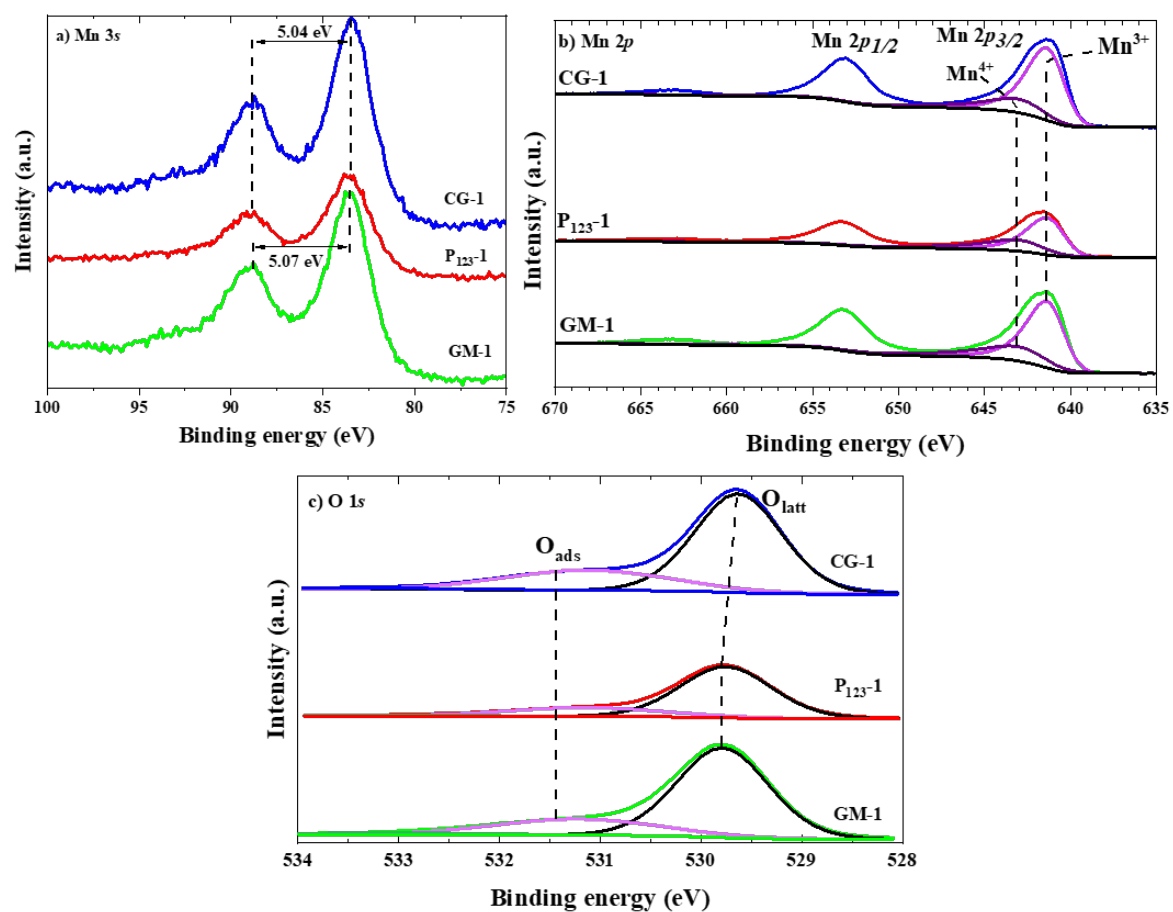 a) Mn 3s
5.04 eV
CG-1
P123-1
5.07 eV
GM-1
Intensity (a.u.)
100 95 90 85 80 75
Binding energy (eV)
b) Mn 2p
Mn 2p1/2
Mn 2p3/2
Mn3+
Mn4+
CG-1
P123-1
GM-1
Intensity (a.u.)
670 665 660 655 650 645 640 635
Binding energy (eV)
c) O 1s
Olatt
Oads
CG-1
P123-1
GM-1
Intensity (a.u.)
534 533 532 531 530 529 528
Binding energy (eV)